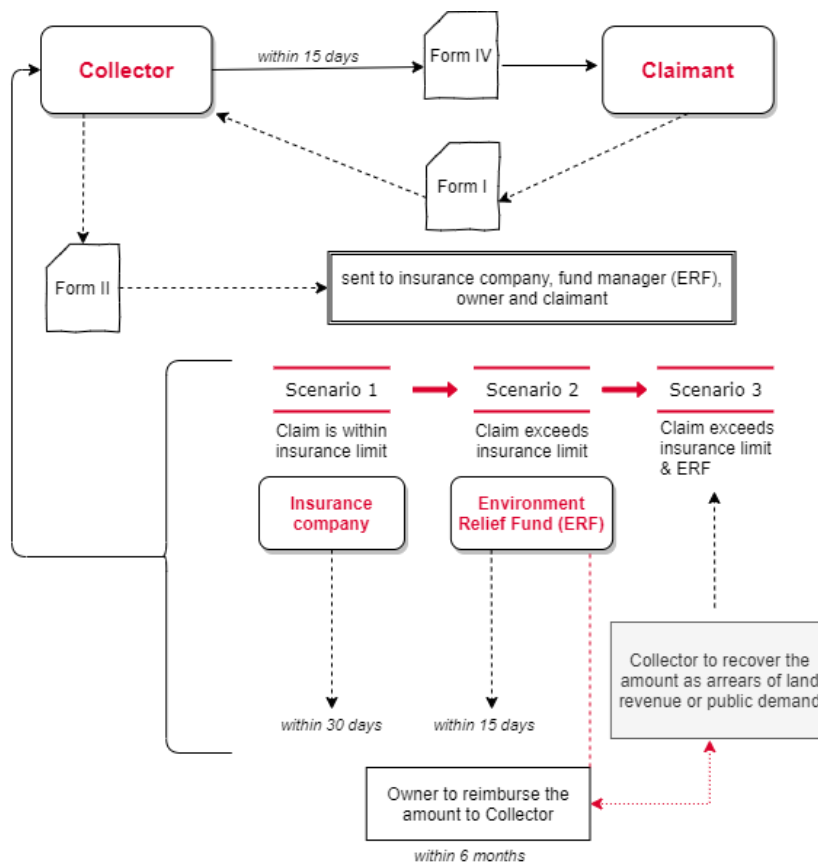 Collector
within 15 days
Form IV
Claimant
Form I
Form II
sent to insurance company, fund manager (ERF),
owner and claimant
Scenario 1
Scenario 2
Scenario 3
Claim is within
insurance limit
Claim exceeds
insurance limit
Claim exceeds
insurance limit
& ERF
Insurance
company
Environment
Relief Fund (ERF)
Collector to recover the
amount as arrears of land
revenue or public demand
within 30 days
within 15 days
Owner to reimburse the
amount to Collector
within 6 months